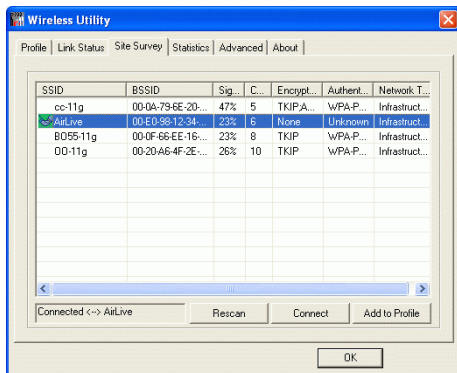 Wireless Utility
Profile Link Status Site Survey Statistics Advanced About
SSID BSSID Sig... C... Encrypt... Authent... Network T...
cc-11g 00-0A-79-6E-20-... 47% 5 TKIP;A... WPA-P... Infrastruct...
AirLive 00-E0-98-12-34-... 23% 6 None Unknown Infrastruct...
BO55-11g 00-0F-66-EE-16-... 23% 8 TKIP WPA-P... Infrastruct...
OO-11g 00-20-A6-4F-2E-... 26% 10 TKIP WPA-P... Infrastruct...
Connected <--> AirLive Rescan Connect Add to Profile
OK